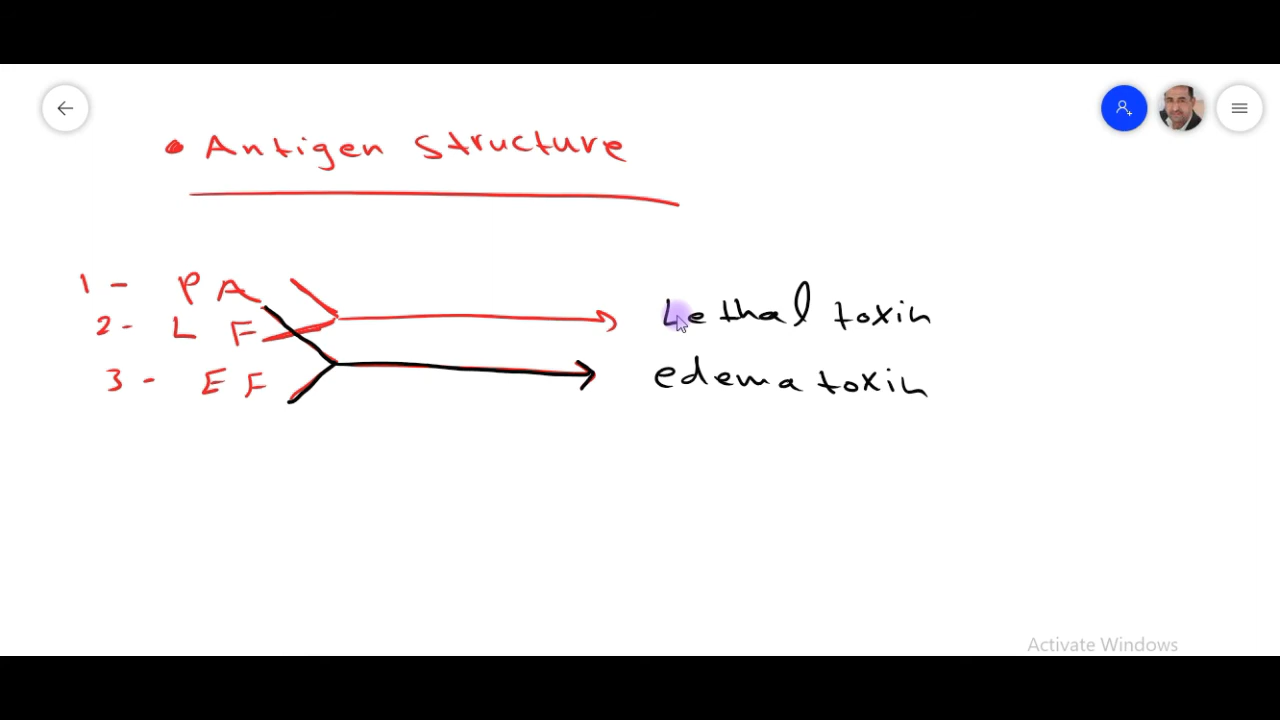 • Antigen structure
1 - PA
2 - LF
3 - EF
Lethal toxin
edema toxin
Activate Windows